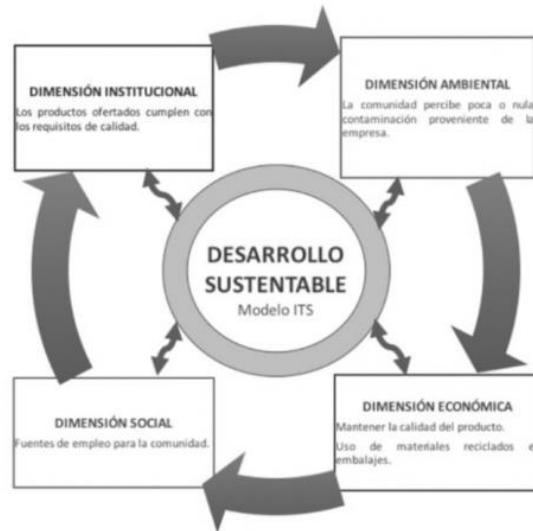 DIMENSIÓN INSTITUCIONAL
Los productos ofertados cumplen con
los requisitos de calidad.
DIMENSIÓN AMBIENTAL
La comunidad percibe poca o nula
contaminación proveniente de la
empresa.
DESARROLLO
SUSTENTABLE
Modelo ITS
DIMENSIÓN SOCIAL
Fuentes de empleo para la comunidad.
DIMENSIÓN ECONÓMICA
Mantener la calidad del producto.
Uso de materiales reciclados e
embalajes.